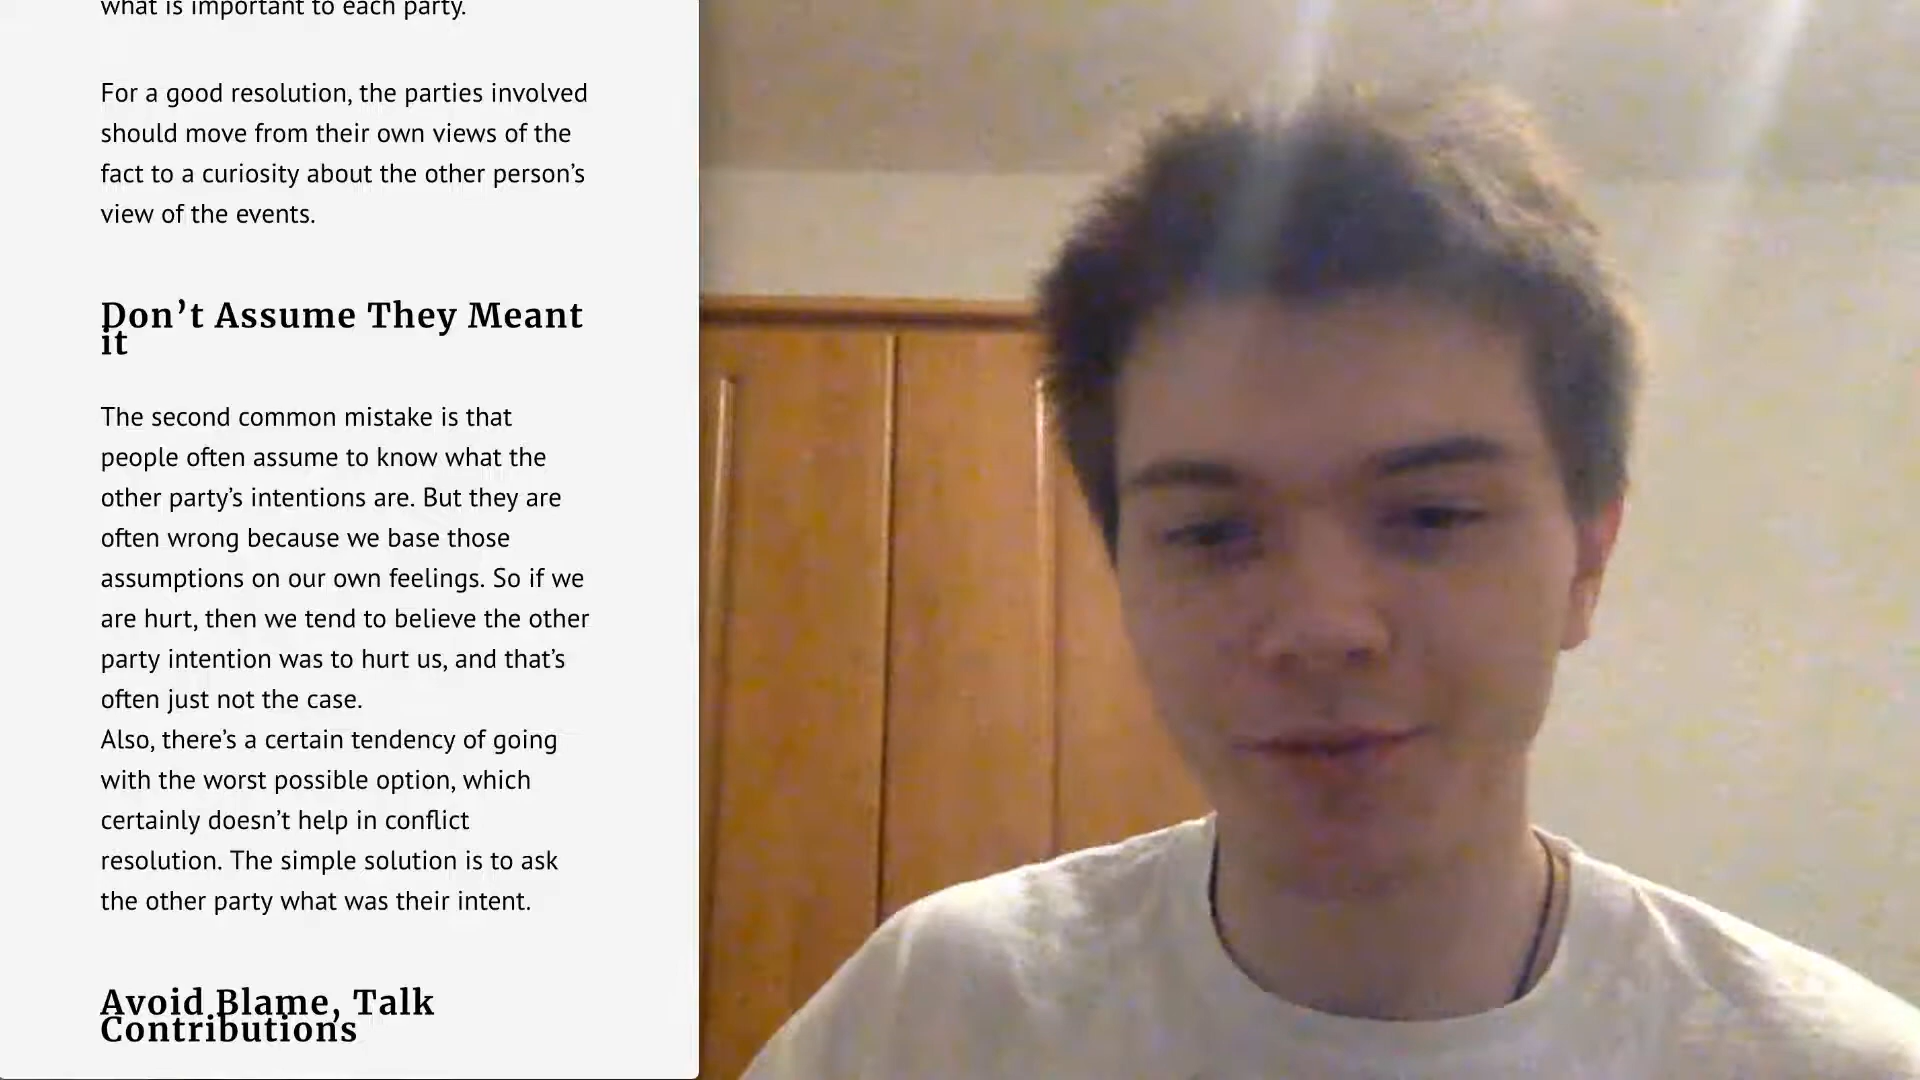 what is important to each party.
For a good resolution, the parties involved
should move from their own views of the
fact to a curiosity about the other person’s
view of the events.
Don’t Assume They Meant
it
The second common mistake is that
people often assume to know what the
other party’s intentions are. But they are
often wrong because we base those
assumptions on our own feelings. So if we
are hurt, then we tend to believe the other
party intention was to hurt us, and that’s
often just not the case.
Also, there’s a certain tendency of going
with the worst possible option, which
certainly doesn’t help in conflict
resolution. The simple solution is to ask
the other party what was their intent.
Avoid Blame, Talk
Contributions